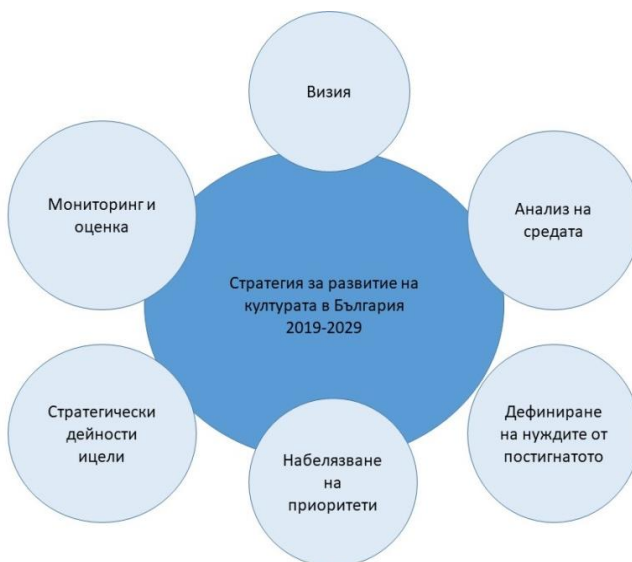 Визия
Мониторинг и
оценка
Анализ на
средата
Стратегия за развитие на
културата в България
2019-2029
Стратегически
дейности
ицели
Набелязване
на
приоритети
Дефиниране
на нуждите от
постигнатото